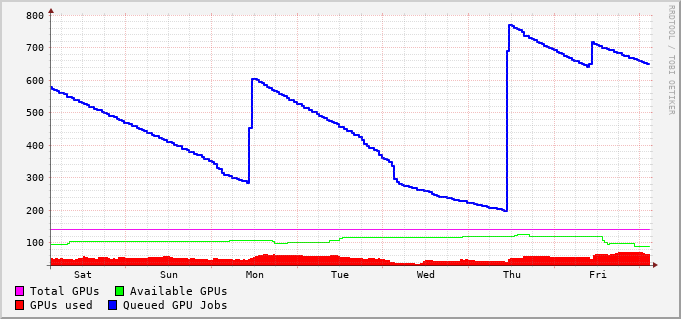 800
700
600
500
400
300
200
100
Sat Sun Mon Tue Wed Thu Fri
Total GPUs Available GPUs
GPUs used Queued GPU Jobs
RRDTOOL / TOBI OETIKER